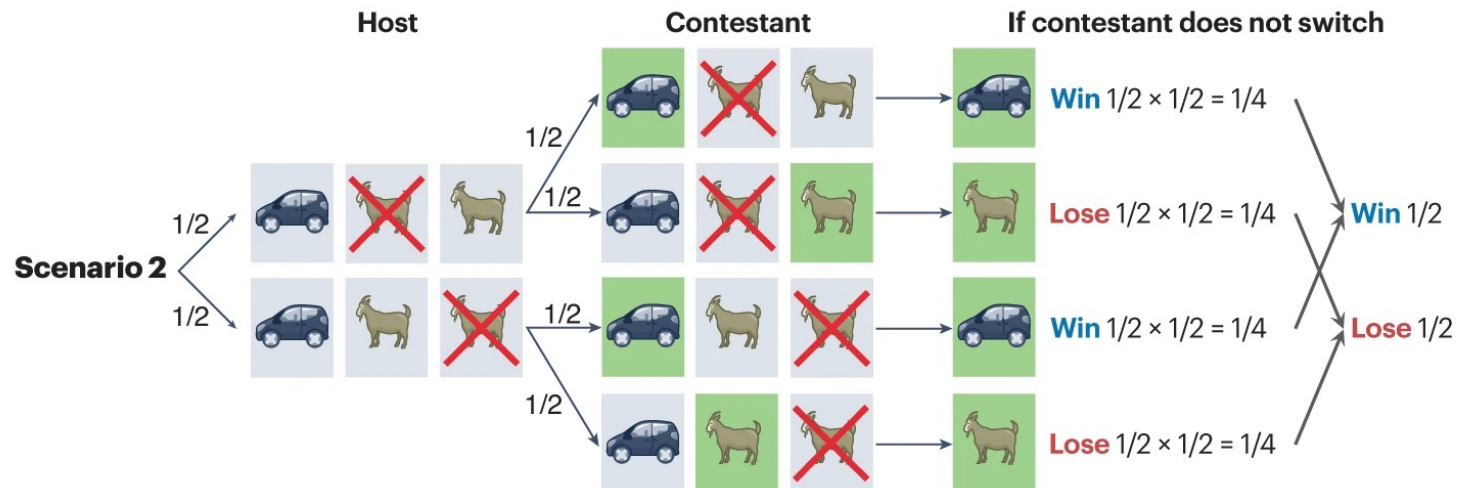 Host
Contestant
If contestant does not switch
1/2
Win 1/2 × 1/2 = 1/4
1/2
1/2
Lose 1/2 × 1/2 = 1/4
Win 1/2
Scenario 2
1/2
1/2
Win 1/2 × 1/2 = 1/4
Lose 1/2
1/2
Lose 1/2 × 1/2 = 1/4